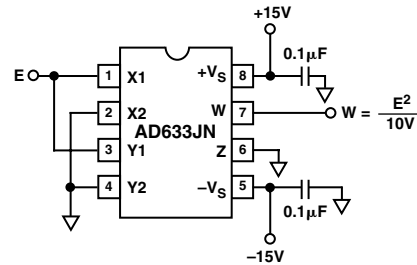 +15V
0.1µF
E
1 X1 +VS 8
2 X2 W 7
W = E²/10V
AD633JN
3 Y1 Z 6
4 Y2 –VS 5
0.1µF
–15V